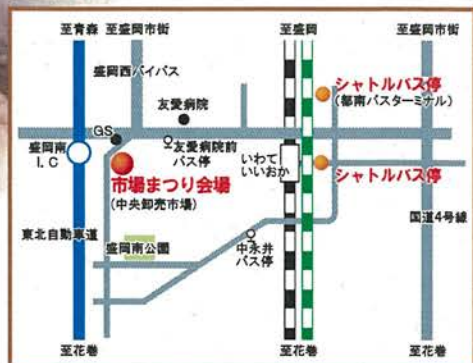 至青森
至盛岡市街
至盛岡
至盛岡市街
盛岡西バイパス
シャトルバス停
(都南バスターミナル)
友愛病院
GS
盛岡南
I.C
友愛病院前
バス停
いわて
いいおか
シャトルバス停
市場まつり会場
(中央卸売市場)
東北自動車道
盛岡南公園
中永井
バス停
国道4号線
至花巻
至花巻
至花巻